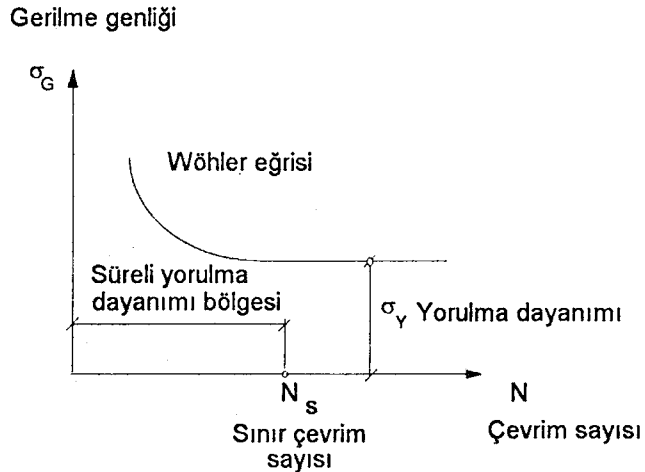 Gerilme genliği
σG
Wöhler eğrisi
Süreli yorulma
dayanımı bölgesi
σY Yorulma dayanımı
Ns
N
Sınır çevrim
sayısı
Çevrim sayısı